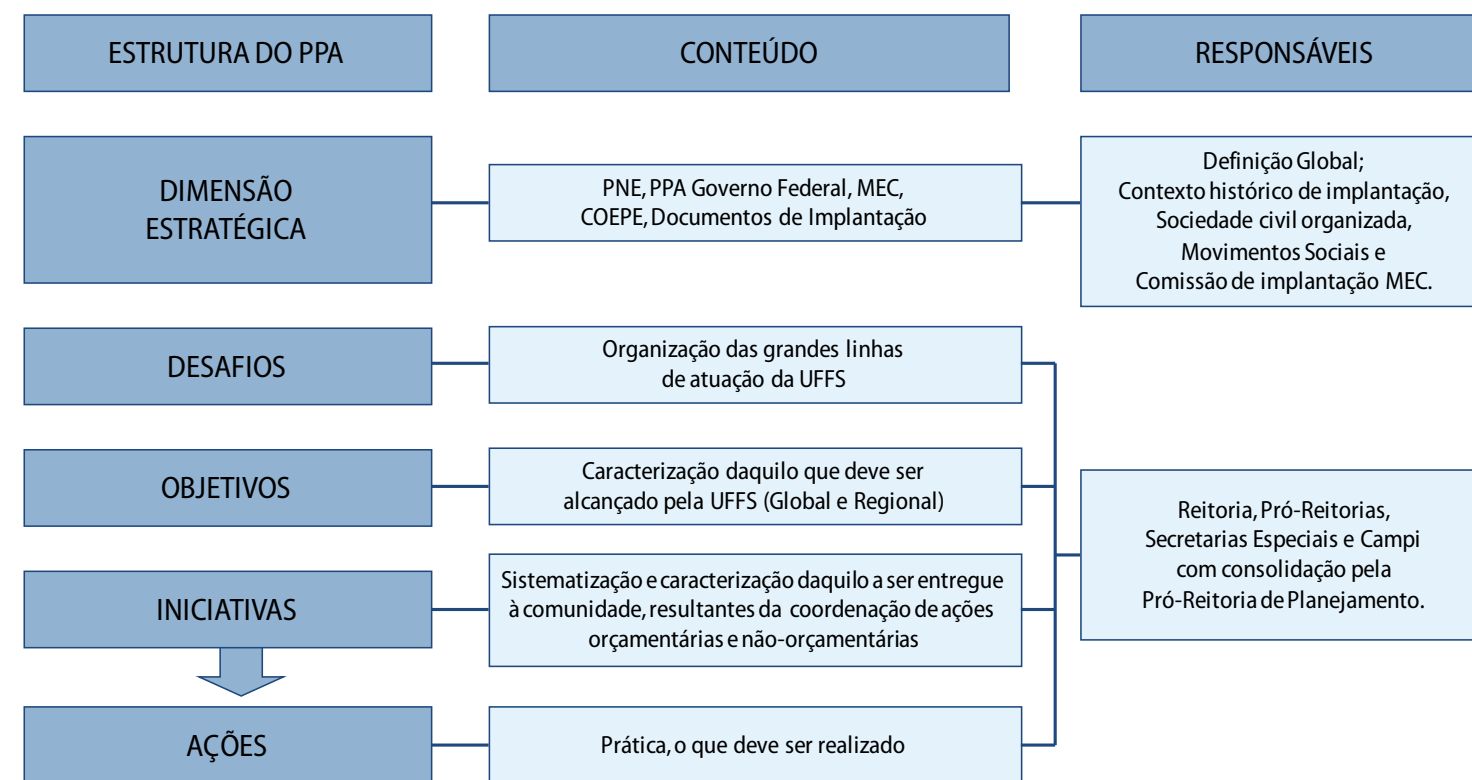 ESTRUTURA DO PPA
CONTEÚDO
RESPONSÁVEIS
DIMENSÃO
ESTRATÉGICA
PNE, PPA Governo Federal, MEC,
COEPE, Documentos de Implantação
Definição Global;
Contexto histórico de implantação,
Sociedade civil organizada,
Movimentos Sociais e
Comissão de implantação MEC.
DESAFIOS
Organização das grandes linhas
de atuação da UFFS
OBJETIVOS
Caracterização daquilo que deve ser
alcançado pela UFFS (Global e Regional)
INICIATIVAS
Sistematização e caracterização daquilo a ser entregue
à comunidade, resultantes da coordenação de ações
orçamentárias e não-orçamentárias
AÇÕES
Prática, o que deve ser realizado
Reitoria, Pró-Reitorias,
Secretarias Especiais e Campi
com consolidação pela
Pró-Reitoria de Planejamento.